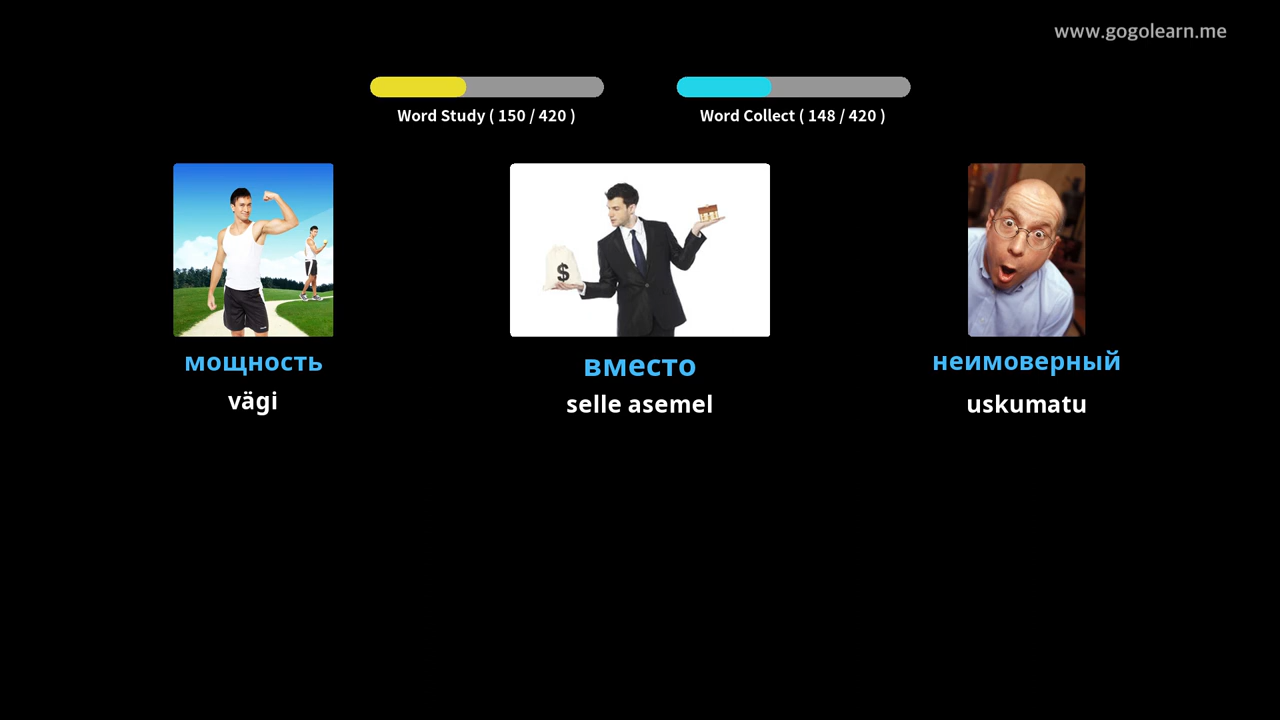 www.gogolearn.me
Word Study ( 150 / 420 )
Word Collect ( 148 / 420 )
$
мощность
вместо
неимоверный
vägi
selle asemel
uskumatu